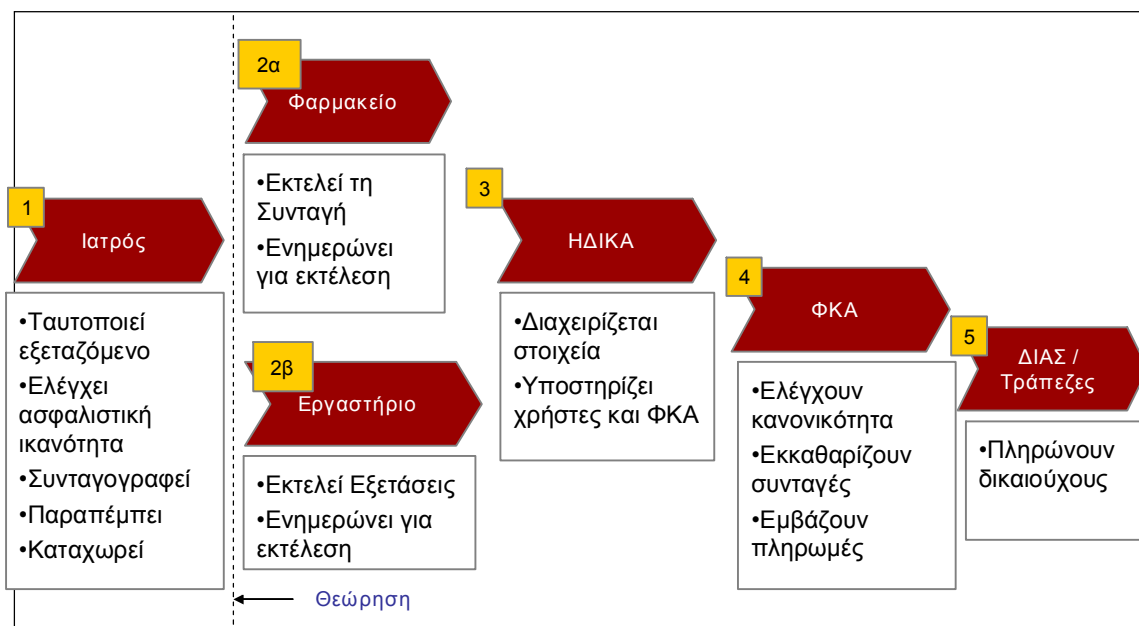 1
Ιατρός
•Ταυτοποιεί
εξεταζόμενο
•Ελέγχει
ασφαλιστική
ικανότητα
•Συνταγογραφεί
•Παραπέμπει
•Καταχωρεί
2α
Φαρμακείο
•Εκτελεί τη
Συνταγή
•Ενημερώνει
για εκτέλεση
2β
Εργαστήριο
•Εκτελεί Εξετάσεις
•Ενημερώνει για
εκτέλεση
Θεώρηση
3
ΗΔΙΚΑ
•Διαχειρίζεται
στοιχεία
•Υποστηρίζει
χρήστες και ΦΚΑ
4
ΦΚΑ
•Ελέγχουν
κανονικότητα
•Εκκαθαρίζουν
συνταγές
•Εμβάζουν
πληρωμές
5
ΔΙΑΣ /
Τράπεζες
•Πληρώνουν
δικαιούχους